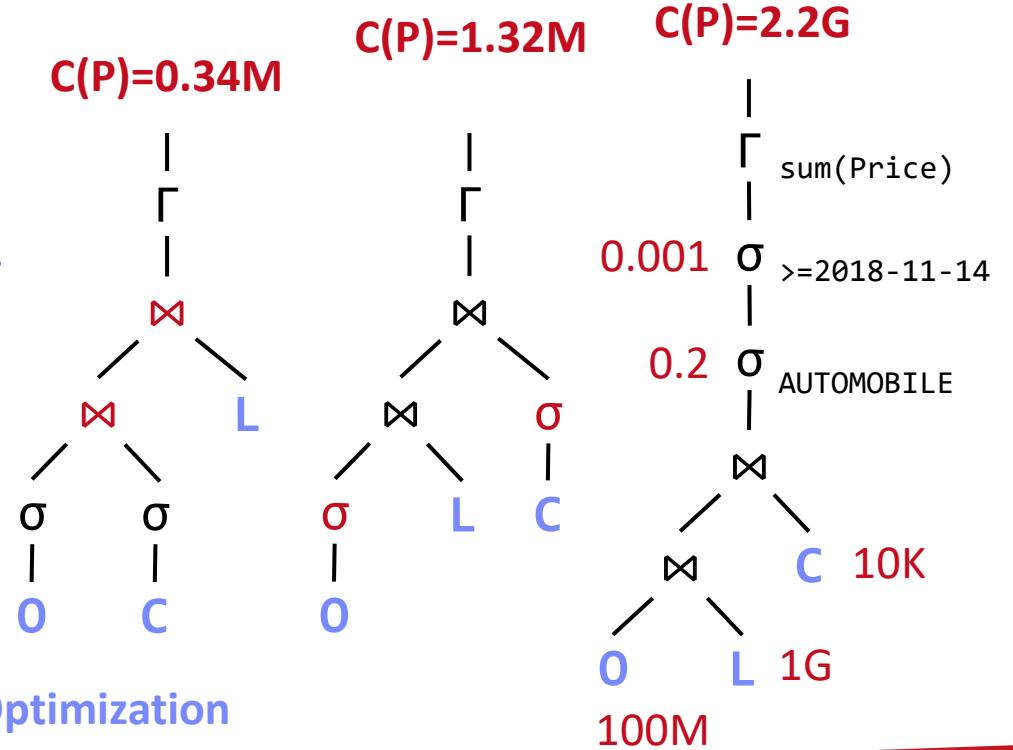 C(P)=0.34M
Γ
⋈
⋈ L
σ σ
O C
C(P)=1.32M
Γ
⋈
⋈ σ
σ L C
O
C(P)=2.2G
Γ sum(Price)
0.001 σ >=2018-11-14
0.2 σ AUTOMOBILE
⋈
⋈ C 10K
O L 1G
100M
ptimization